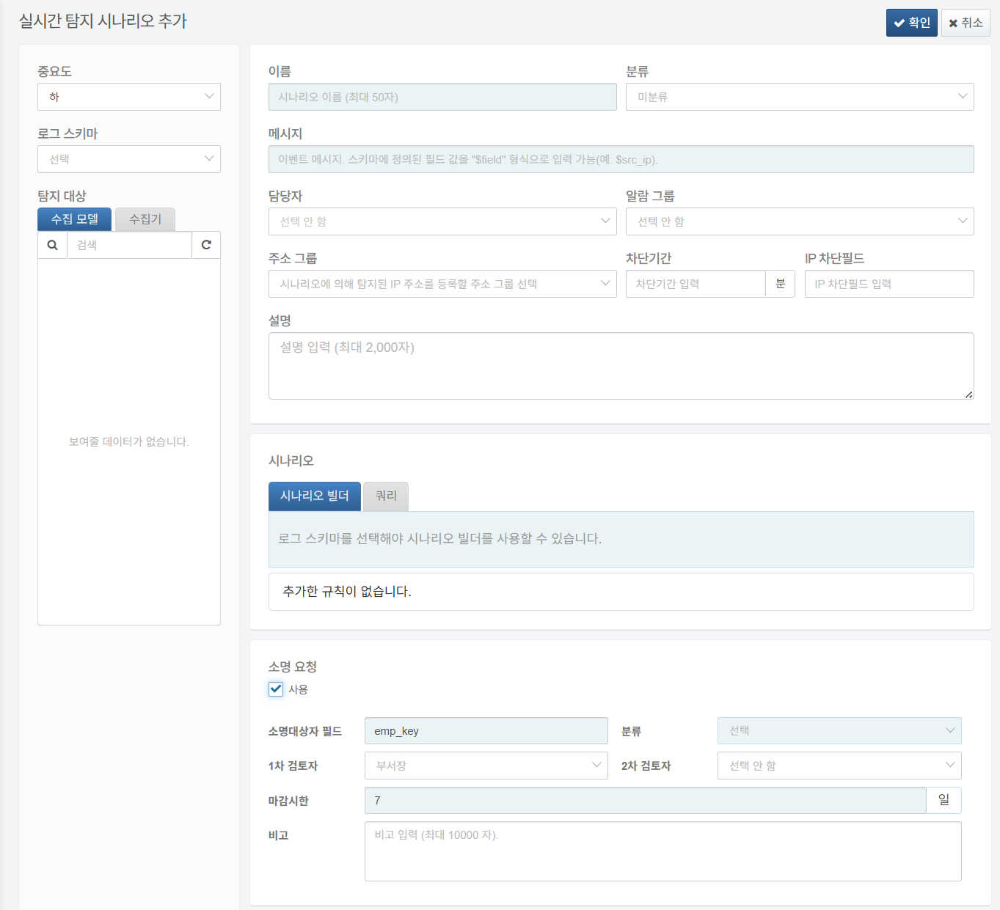 실시간 탐지 시나리오 추가
확인
취소
중요도
하
로그 스키마
선택
탐지 대상
수집 모델
수집기
검색
보여줄 데이터가 없습니다.
이름
분류
시나리오 이름 (최대 50자)
미분류
메시지
이벤트 메시지. 스키마에 정의된 필드 값을 "$field" 형식으로 입력 가능(예: $src_ip).
담당자
알람 그룹
선택 안 함
선택 안 함
주소 그룹
차단기간
IP 차단필드
시나리오에 의해 탐지된 IP 주소를 등록할 주소 그룹 선택
차단기간 입력
분
IP 차단필드 입력
설명
설명 입력 (최대 2,000자)
시나리오
시나리오 빌더
쿼리
로그 스키마를 선택해야 시나리오 빌더를 사용할 수 있습니다.
추가한 규칙이 없습니다.
소명 요청
사용
소명대상자 필드
emp_key
분류
선택
1차 검토자
부서장
2차 검토자
선택 안 함
마감시한
7
일
비고
비고 입력 (최대 10000 자).